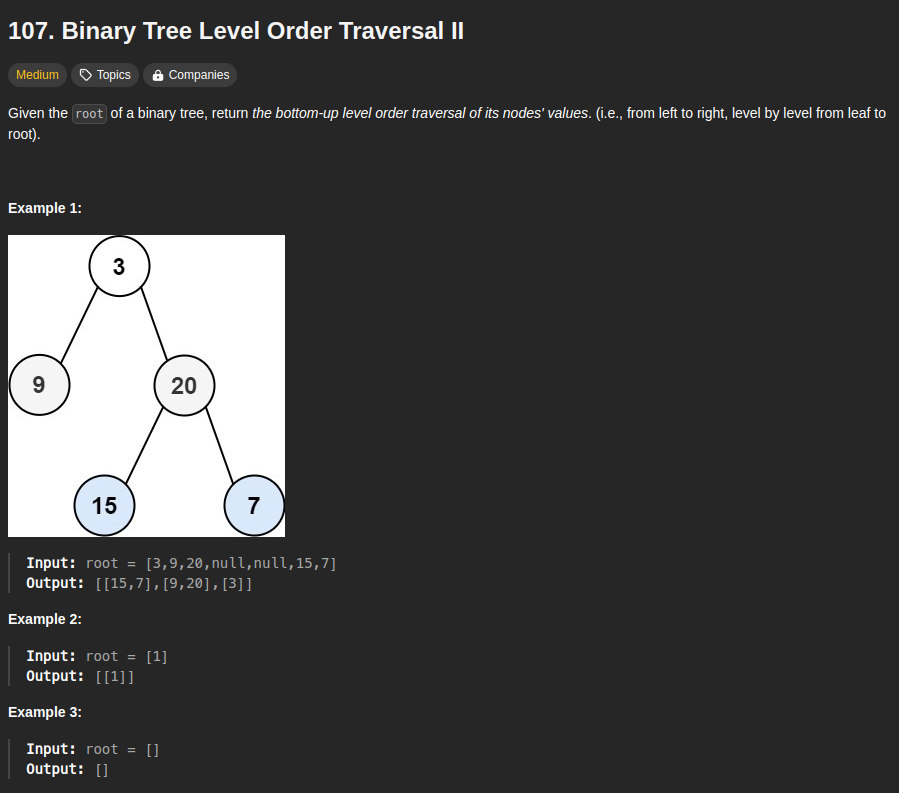 107. Binary Tree Level Order Traversal II
Medium Topics Companies
Given the root of a binary tree, return the bottom-up level order traversal of its nodes' values. (i.e., from left to right, level by level from leaf to
root).
Example 1:
3
9 20
15 7
Input: root = [3,9,20,null,null,15,7]
Output: [[15,7],[9,20],[3]]
Example 2:
Input: root = [1]
Output: [[1]]
Example 3:
Input: root = []
Output: []